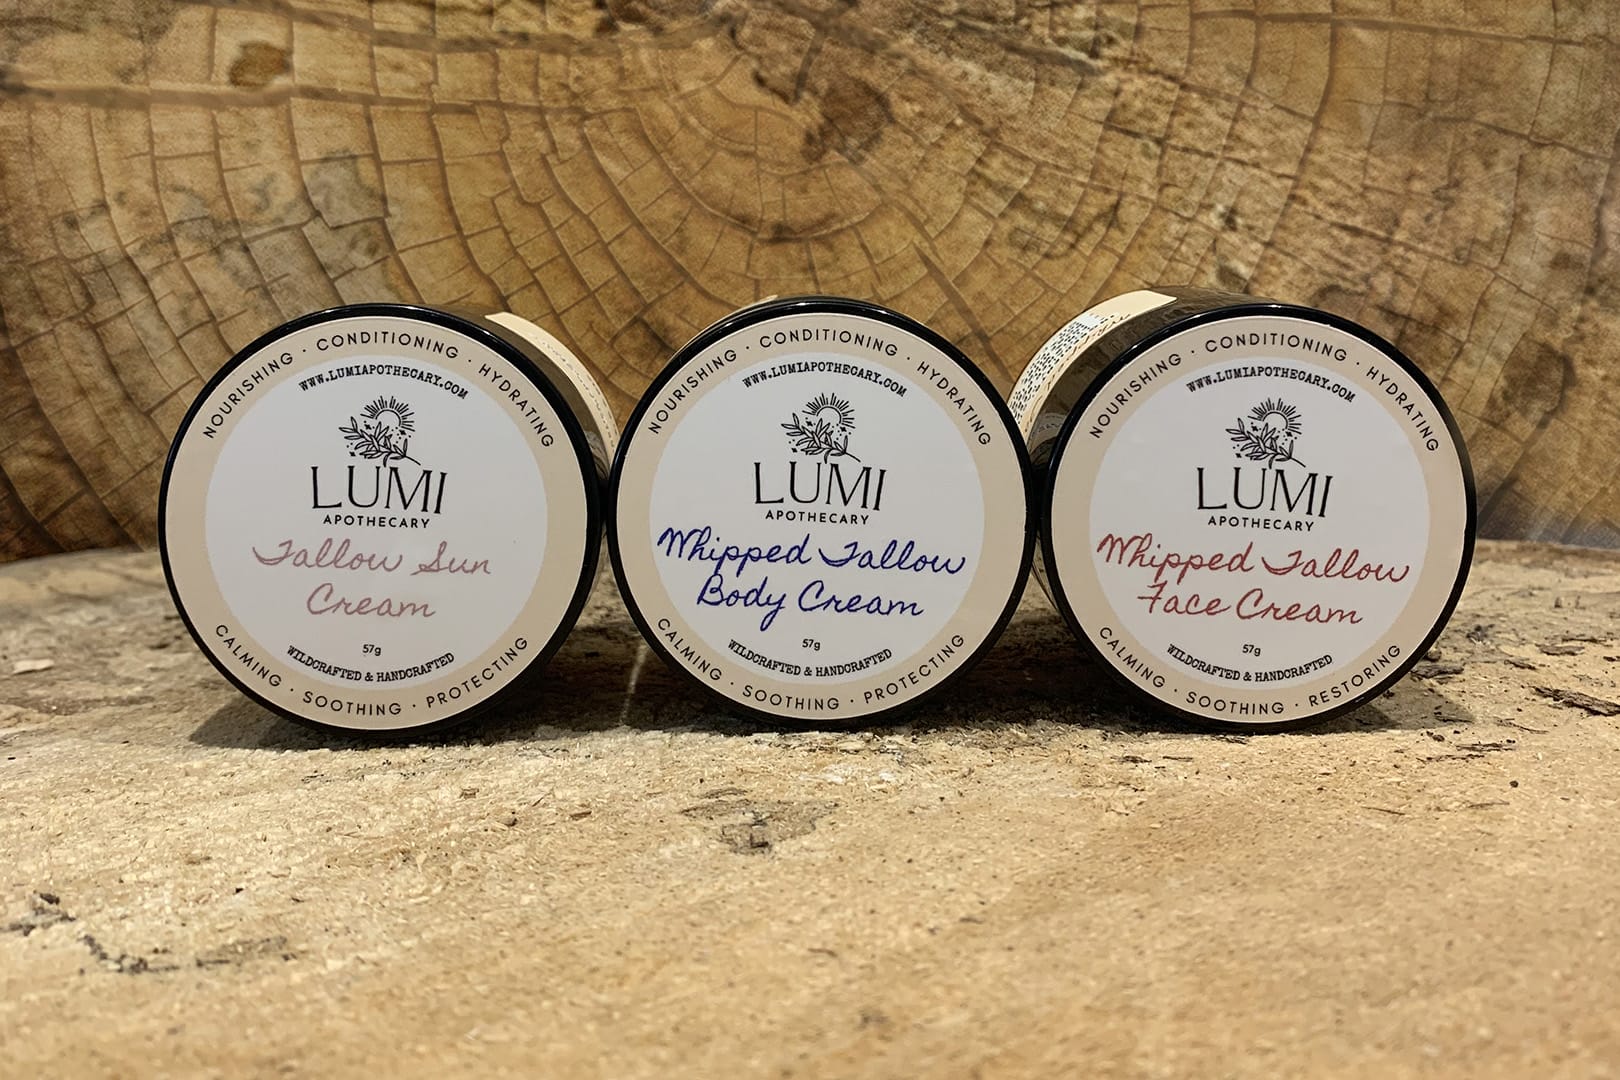 NOURISHING · CONDITIONING · HYDRATING
WWW.LUMIAPOTHECARY.COM
LUMI
APOTHECARY
Tallow Sun
Cream
57g
WILDCRAFTED & HANDCRAFTED
CALMING · SOOTHING · PROTECTING
NOURISHING · CONDITIONING · HYDRATING
WWW.LUMIAPOTHECARY.COM
LUMI
APOTHECARY
Whipped Tallow
Body Cream
57g
WILDCRAFTED & HANDCRAFTED
CALMING · SOOTHING · PROTECTING
NOURISHING · CONDITIONING · HYDRATING
WWW.LUMIAPOTHECARY.COM
LUMI
APOTHECARY
Whipped Tallow
Face Cream
57g
WILDCRAFTED & HANDCRAFTED
CALMING · SOOTHING · RESTORING